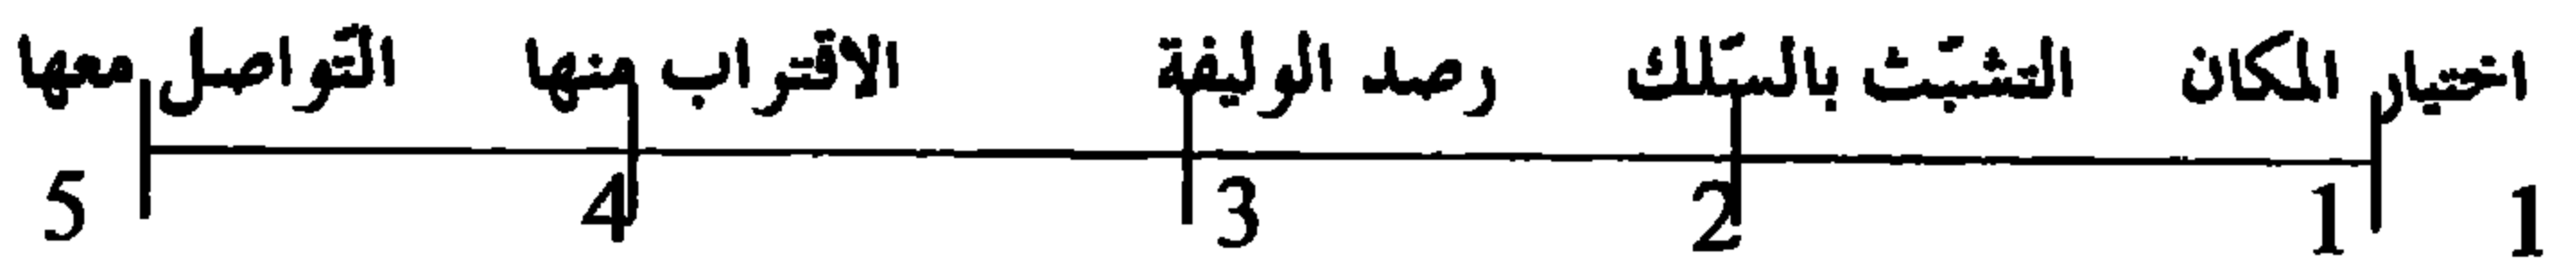 اختيار المكان التشبّث بالسّلك رصد الوليفة الاقتراب منها التّواصل معها
1 1 2 3 4 5